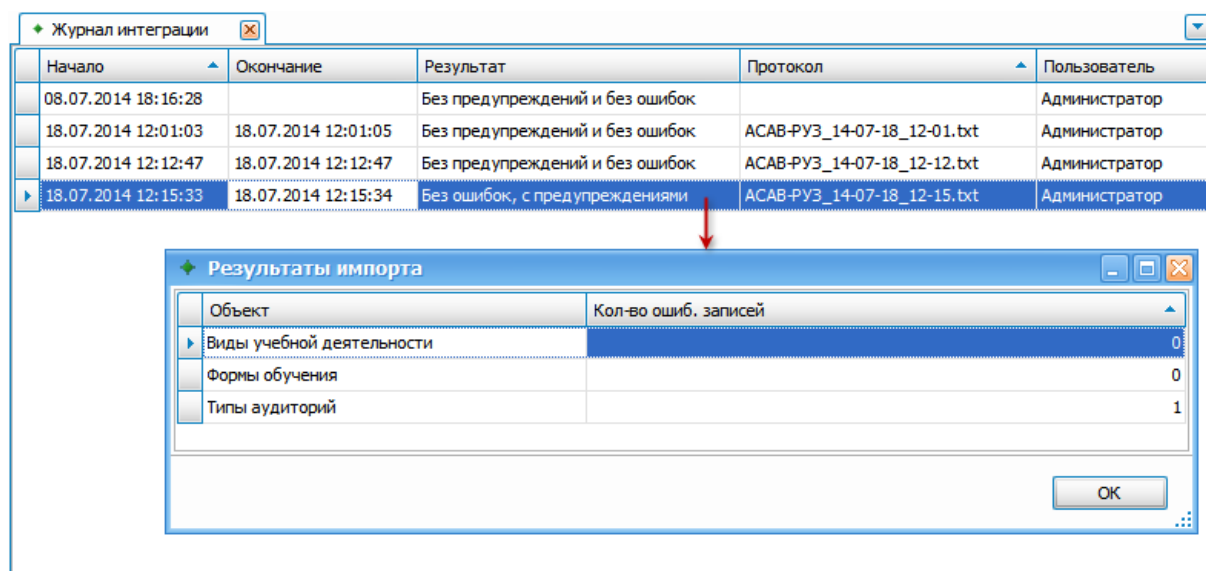 Журнал интеграции
Начало Окончание Результат Протокол Пользователь
08.07.2014 18:16:28 Без предупреждений и без ошибок Администратор
18.07.2014 12:01:03 18.07.2014 12:01:05 Без предупреждений и без ошибок АСАВ-РУЗ_14-07-18_12-01.txt Администратор
18.07.2014 12:12:47 18.07.2014 12:12:47 Без предупреждений и без ошибок АСАВ-РУЗ_14-07-18_12-12.txt Администратор
18.07.2014 12:15:33 18.07.2014 12:15:34 Без ошибок, с предупреждениями АСАВ-РУЗ_14-07-18_12-15.txt Администратор
Результаты импорта
Объект Кол-во ошиб. записей
Виды учебной деятельности 0
Формы обучения 0
Типы аудиторий 1
ОК